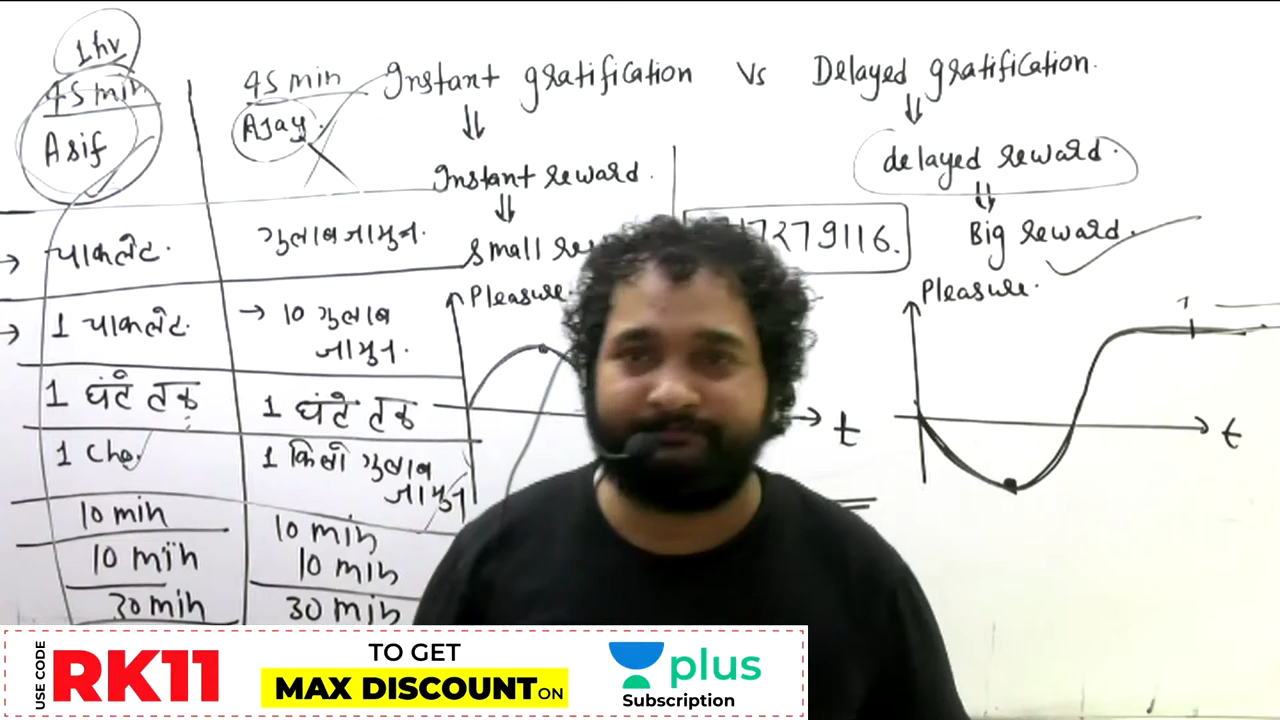 1hr
45 min
Asif
45 min
Ajay.
Instant gratification Vs Delayed gratification.
Instant reward.
delayed reward.
Big reward.
चाकलेट.
गुलाब जामुन.
small
279116.
Pleasure.
Pleasure.
1 चाकलेट.
10 गुलाब
जामुन.
1 घंटे तक
1 घंटे तक
t
t
1 Cho
1 किलो गुलाब
जामुन
10 min
10 min
30 min
10 min
10 min
30 min
USE CODE
RK11
TO GET
MAX DISCOUNT ON
plus
Subscription